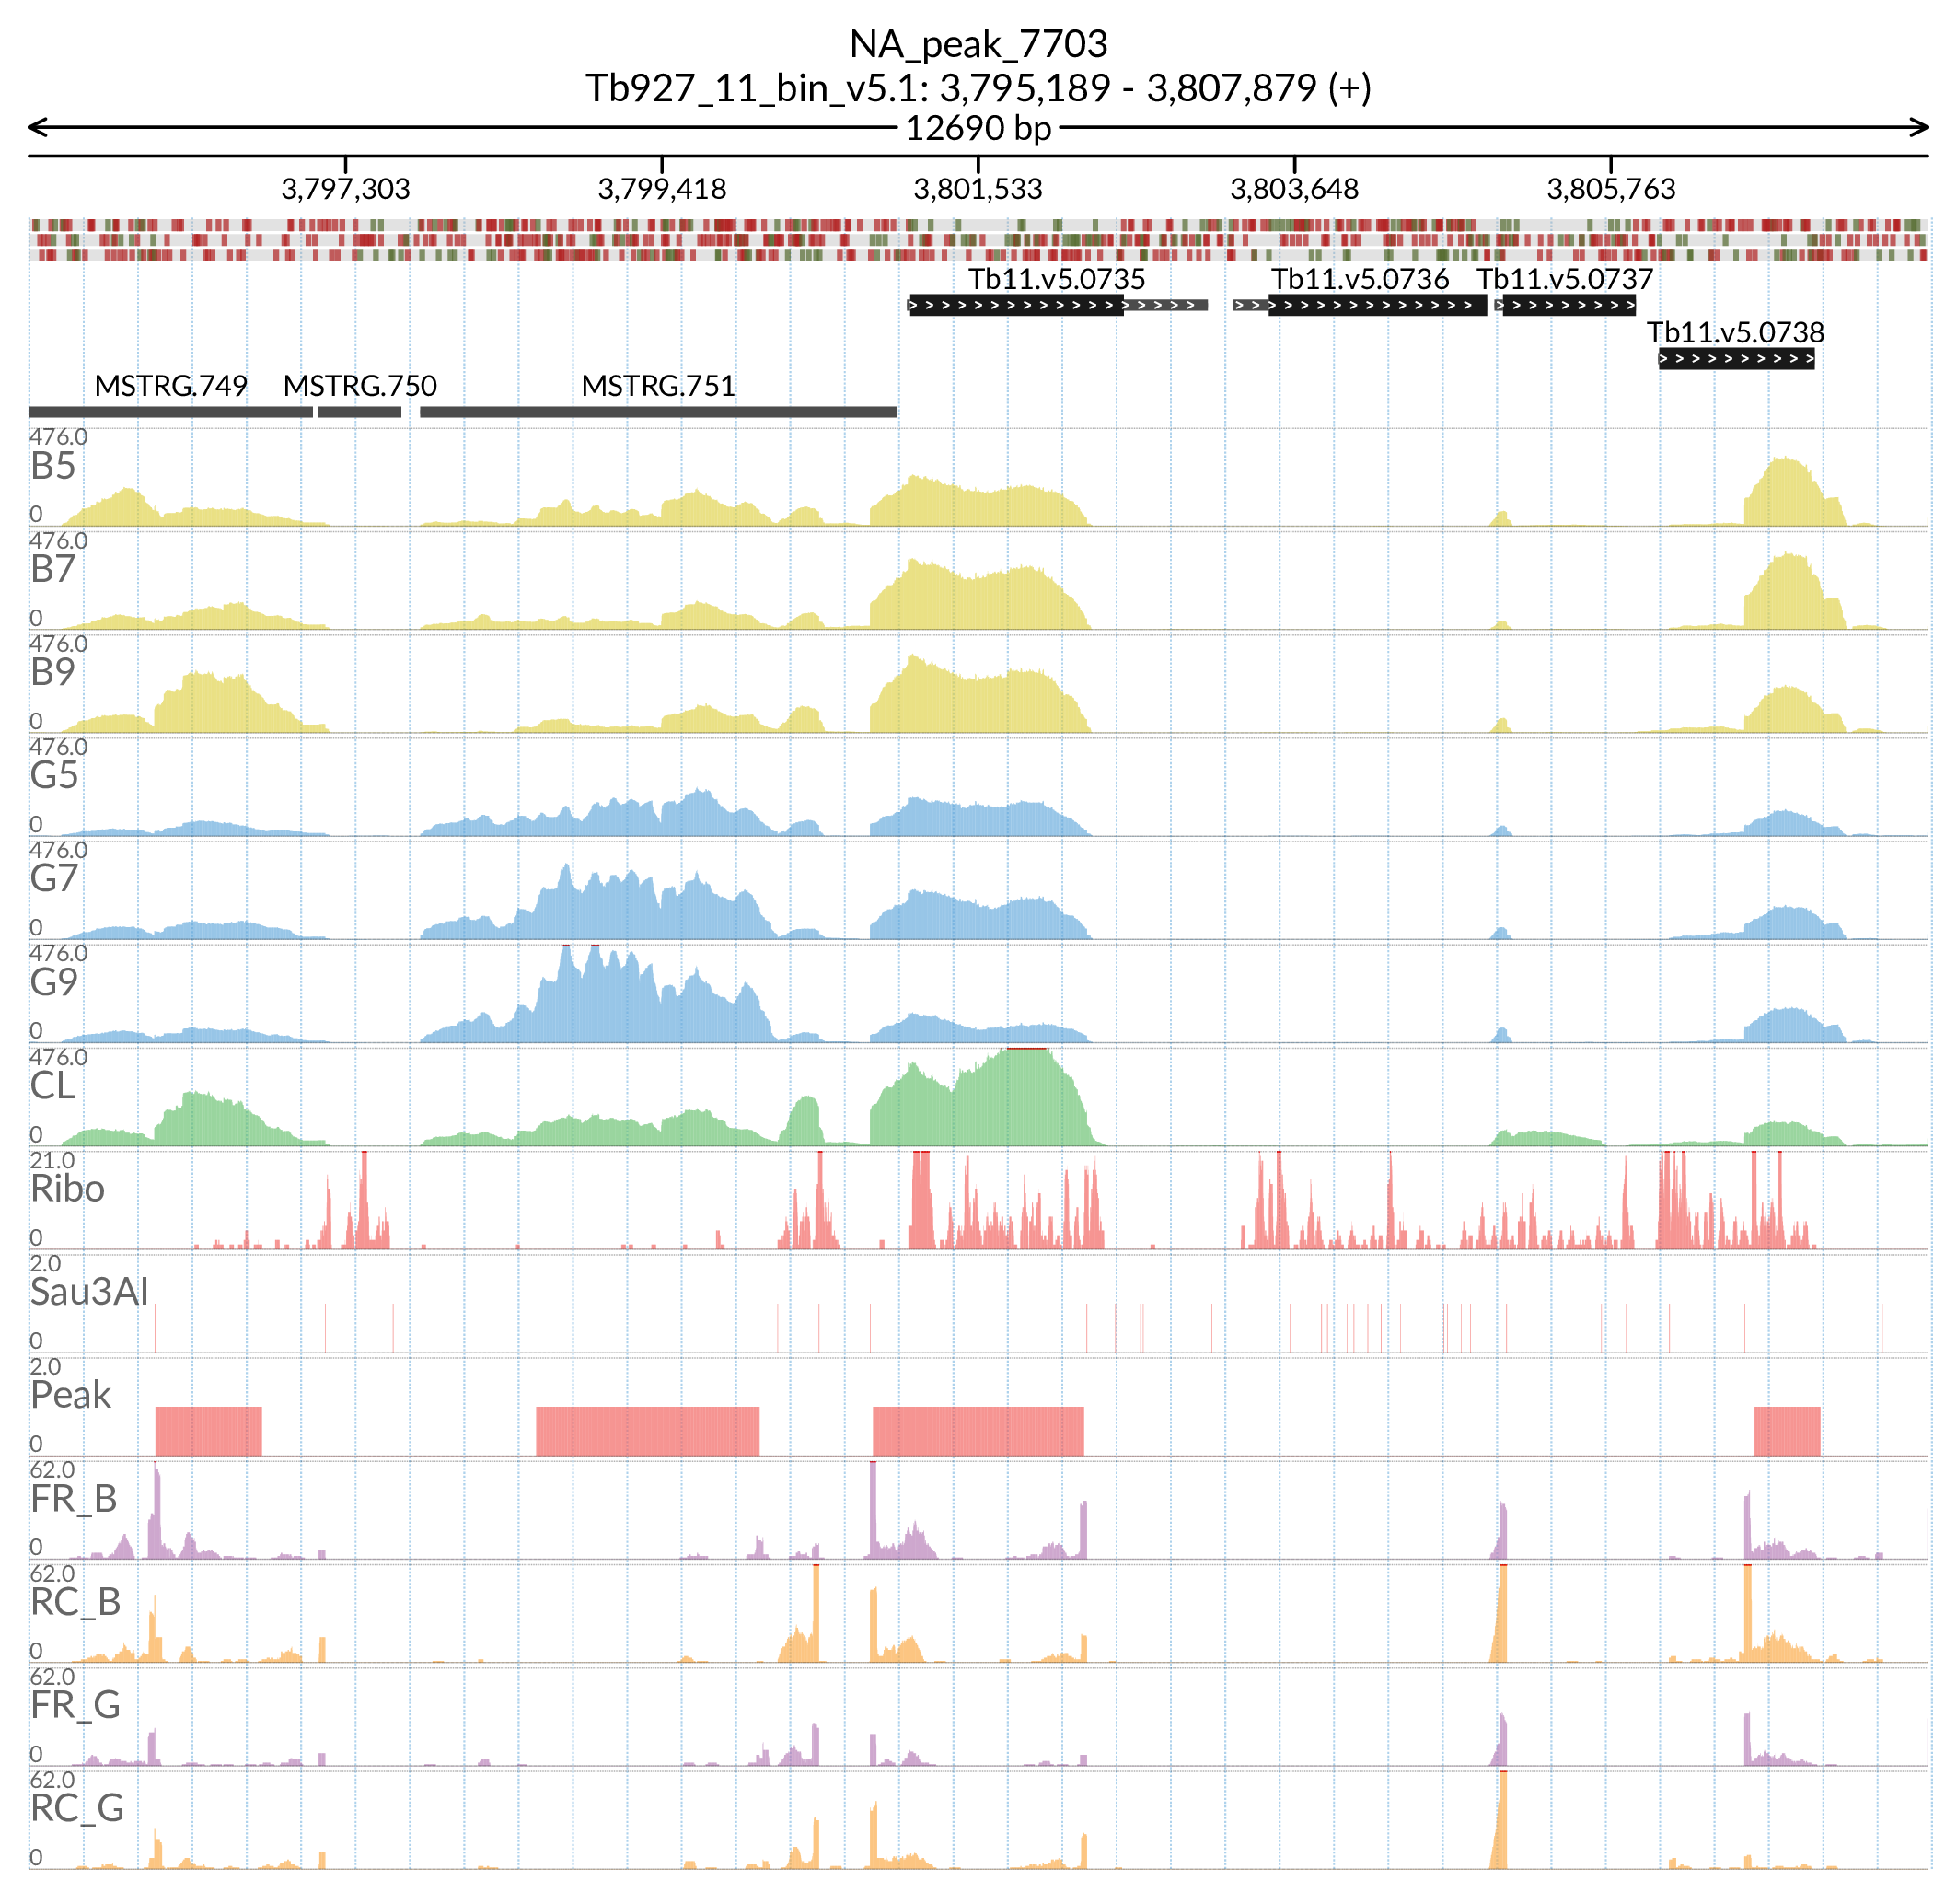 NA_peak_7703
Tb927_11_bin_v5.1: 3,795,189 - 3,807,879 (+)
12690 bp
3,797,303 3,799,418 3,801,533 3,803,648 3,805,763
Tb11.v5.0735 Tb11.v5.0736 Tb11.v5.0737
Tb11.v5.0738
MSTRG.749 MSTRG.750 MSTRG.751
476.0
B5
0
476.0
B7
0
476.0
B9
0
476.0
G5
0
476.0
G7
0
476.0
G9
0
476.0
CL
0
21.0
Ribo
0
2.0
Sau3AI
0
2.0
Peak
0
62.0
FR_B
0
62.0
RC_B
0
62.0
FR_G
0
62.0
RC_G
0